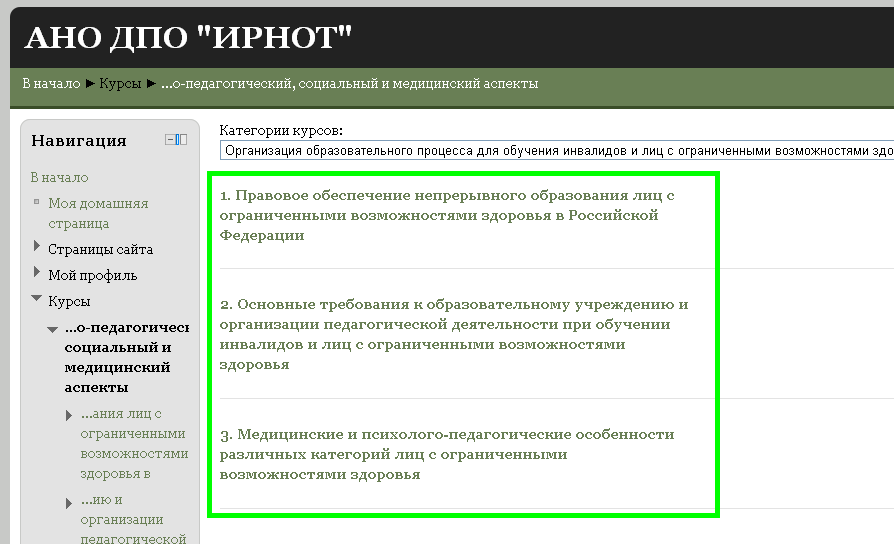 АНО ДПО "ИРНОТ"
В начало ► Курсы ► ...о-педагогический, социальный и медицинский аспекты
Навигация
В начало
Моя домашняя
страница
Страницы сайта
Мой профиль
Курсы
...о-педагогичес
социальный и
медицинский
аспекты
...ания лиц с
ограниченными
возможностями
здоровья в
...ию и
организации
педагогической
Категории курсов:
Организация образовательного процесса для обучения инвалидов и лиц с ограниченными возможностями здо
1. Правовое обеспечение непрерывного образования лиц с
ограниченными возможностями здоровья в Российской
Федерации
2. Основные требования к образовательному учреждению и
организации педагогической деятельности при обучении
инвалидов и лиц с ограниченными возможностями
здоровья
3. Медицинские и психолого-педагогические особенности
различных категорий лиц с ограниченными
возможностями здоровья